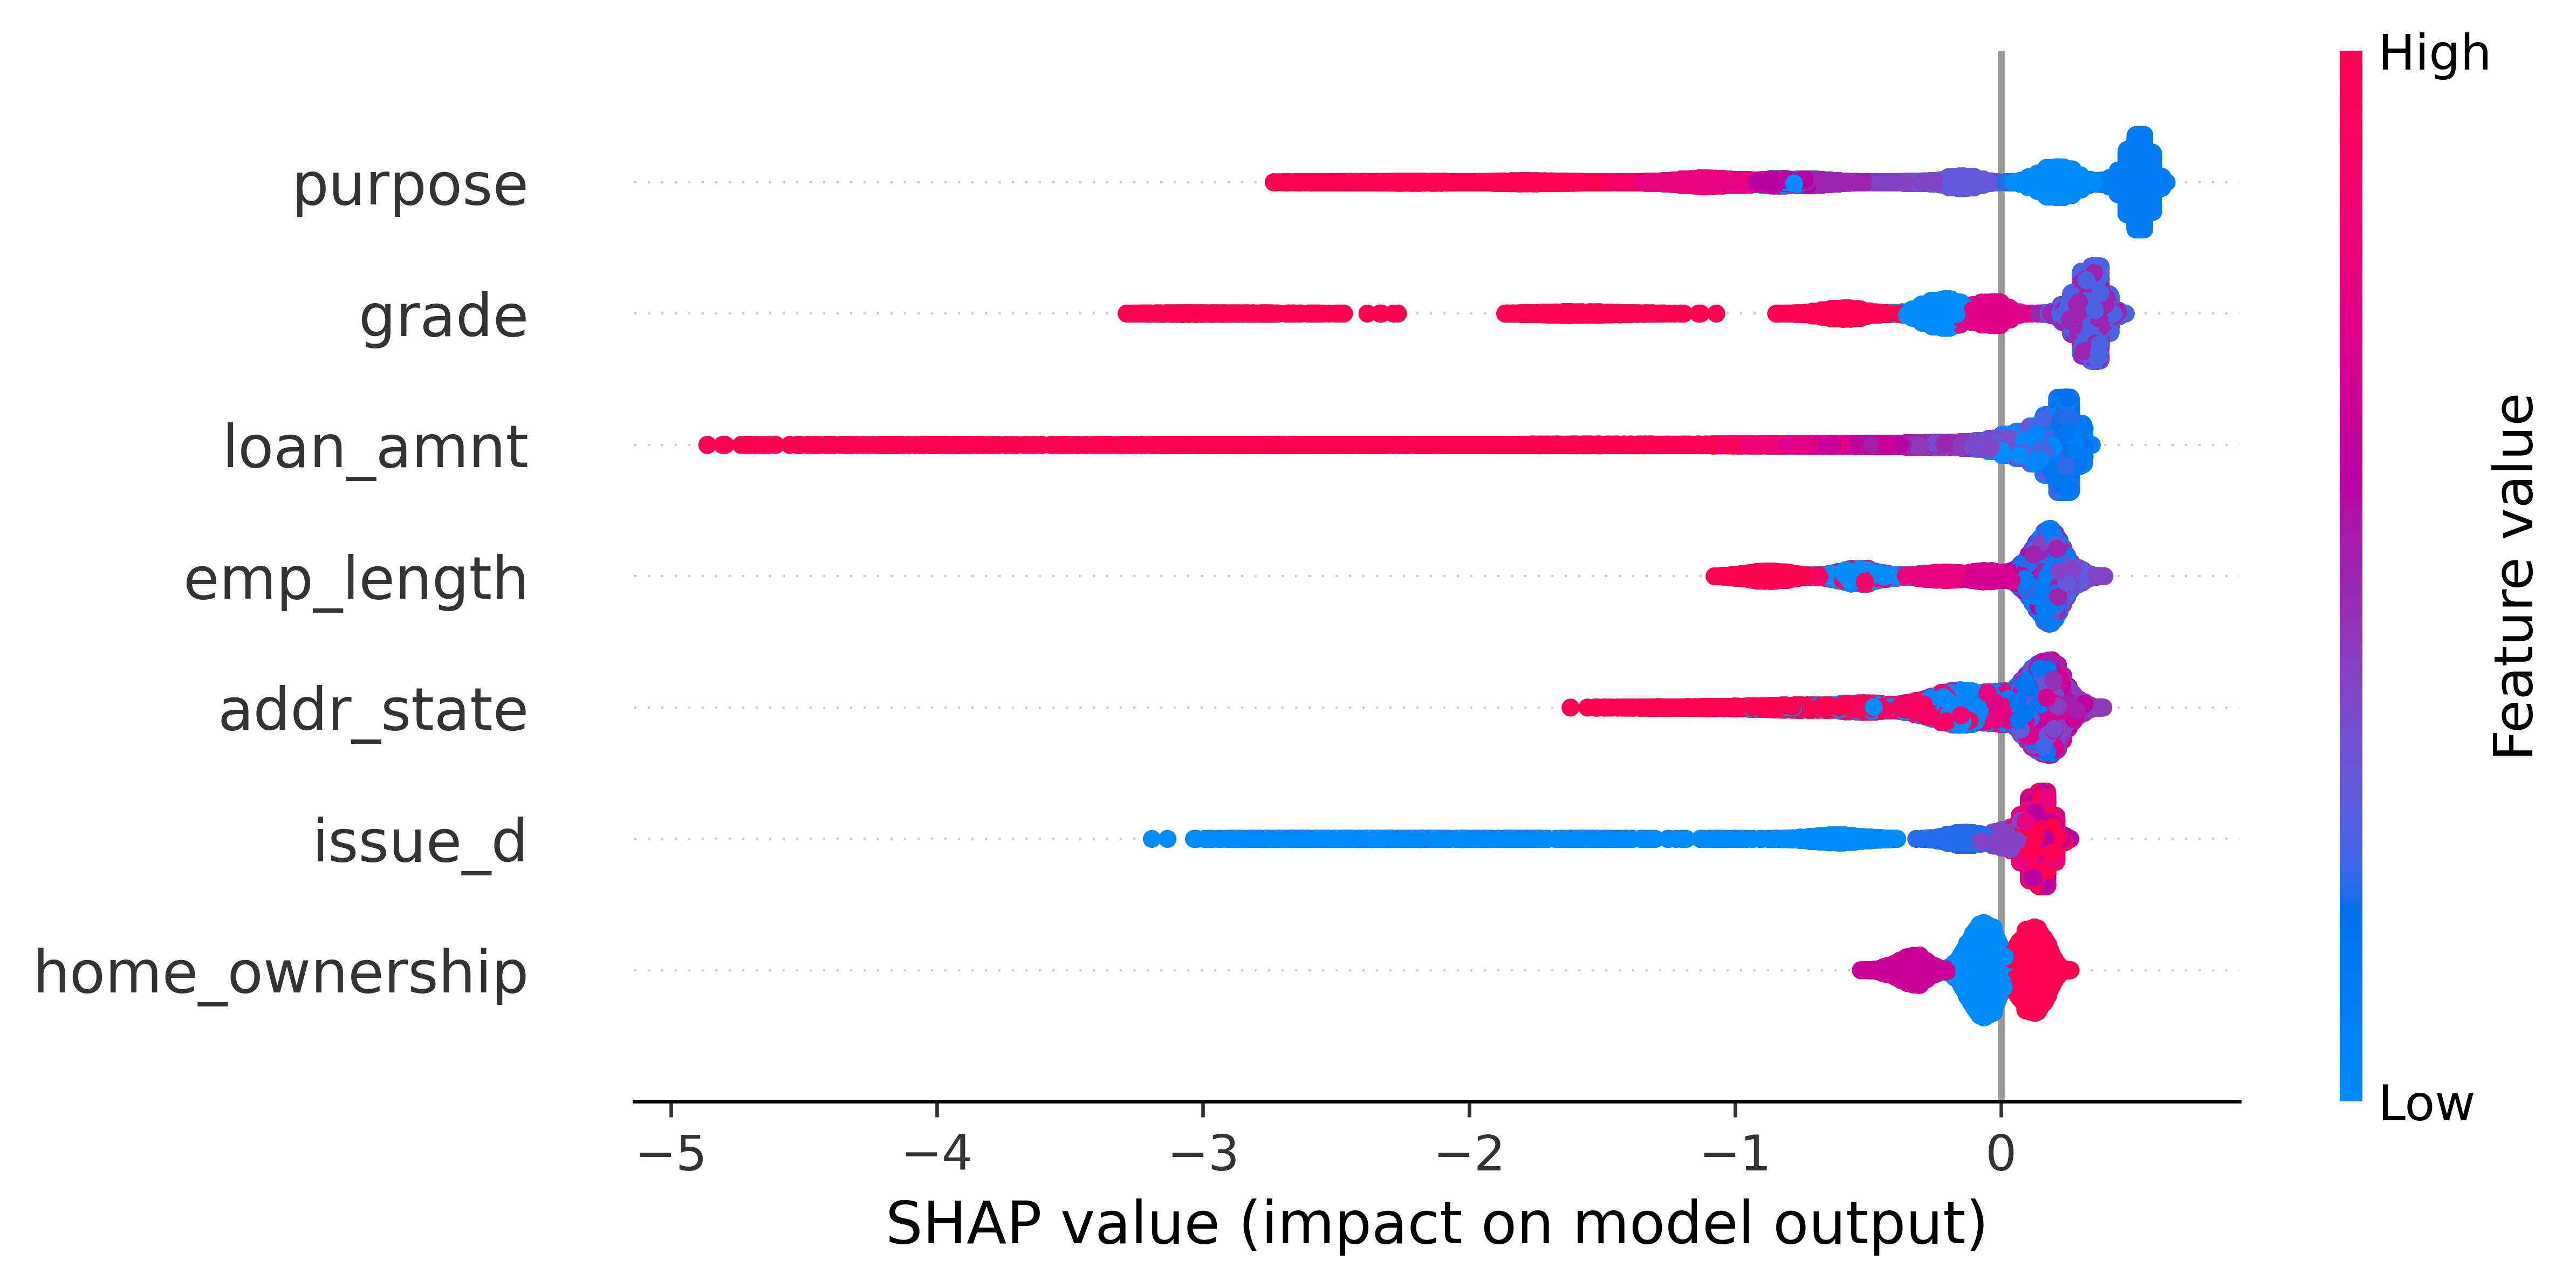 High
purpose
grade
loan_amnt
emp_length
addr_state
issue_d
home_ownership
Feature value
Low
−5 −4 −3 −2 −1 0
SHAP value (impact on model output)